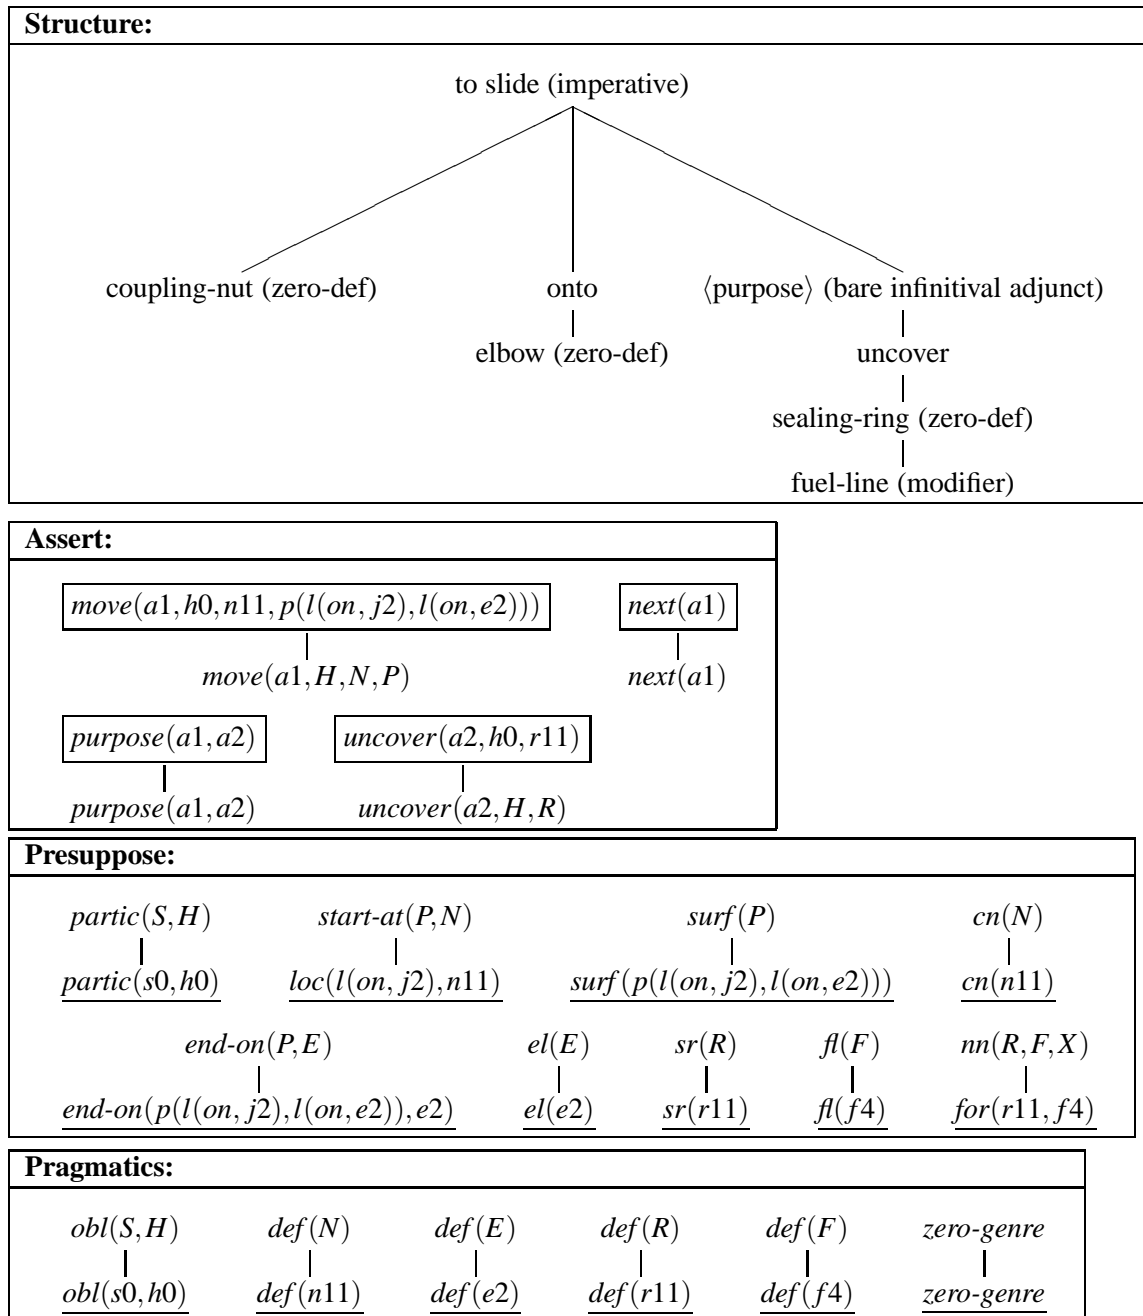 Structure:
to slide (imperative)
coupling-nut (zero-def) onto ⟨purpose⟩ (bare infinitival adjunct)
elbow (zero-def) uncover
sealing-ring (zero-def)
fuel-line (modifier)
Assert:
move(a1,h0,n11,p(l(on, j2),l(on,e2))) next(a1)
move(a1,H,N,P) next(a1)
purpose(a1,a2) uncover(a2,h0,r11)
purpose(a1,a2) uncover(a2,H,R)
Presuppose:
partic(S,H) start-at(P,N) surf(P) cn(N)
partic(s0,h0) loc(l(on, j2),n11) surf(p(l(on, j2),l(on,e2))) cn(n11)
end-on(P,E) el(E) sr(R) fl(F) nn(R,F,X)
end-on(p(l(on, j2),l(on,e2)),e2) el(e2) sr(r11) fl(f4) for(r11, f4)
Pragmatics:
obl(S,H) def(N) def(E) def(R) def(F) zero-genre
obl(s0,h0) def(n11) def(e2) def(r11) def(f4) zero-genre